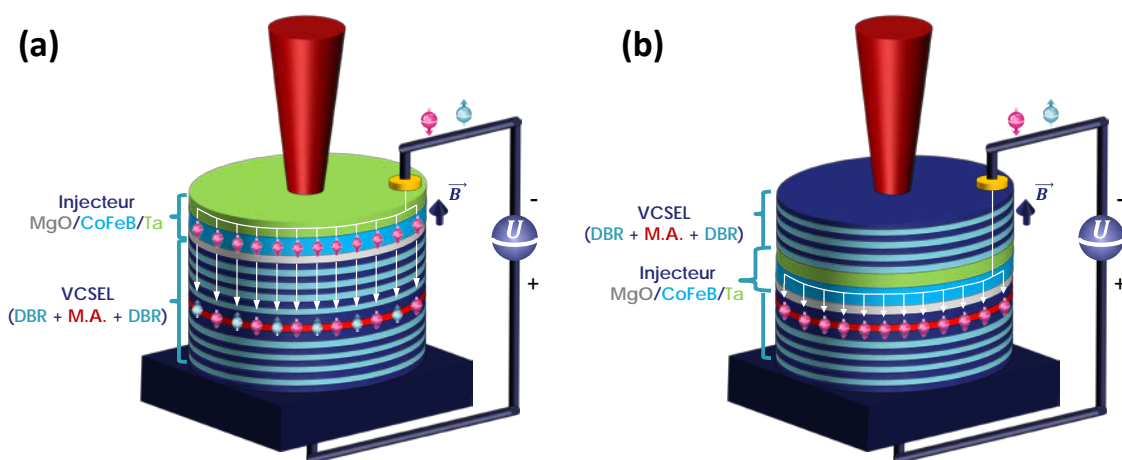 (a)
Injecteur
MgO/CoFeB/Ta
VCSEL
(DBR + M.A. + DBR)
B
-
U
+
(b)
VCSEL
(DBR + M.A. + DBR)
Injecteur
MgO/CoFeB/Ta
B
-
U
+